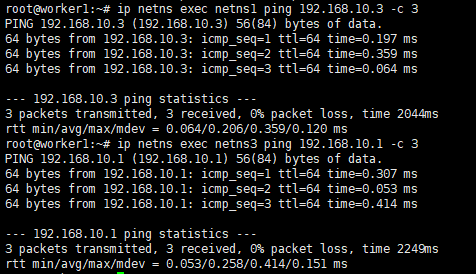 root@worker1:~# ip netns exec netns1 ping 192.168.10.3 -c 3
PING 192.168.10.3 (192.168.10.3) 56(84) bytes of data.
64 bytes from 192.168.10.3: icmp_seq=1 ttl=64 time=0.197 ms
64 bytes from 192.168.10.3: icmp_seq=2 ttl=64 time=0.359 ms
64 bytes from 192.168.10.3: icmp_seq=3 ttl=64 time=0.064 ms
--- 192.168.10.3 ping statistics ---
3 packets transmitted, 3 received, 0% packet loss, time 2044ms
rtt min/avg/max/mdev = 0.064/0.206/0.359/0.120 ms
root@worker1:~# ip netns exec netns3 ping 192.168.10.1 -c 3
PING 192.168.10.1 (192.168.10.1) 56(84) bytes of data.
64 bytes from 192.168.10.1: icmp_seq=1 ttl=64 time=0.307 ms
64 bytes from 192.168.10.1: icmp_seq=2 ttl=64 time=0.053 ms
64 bytes from 192.168.10.1: icmp_seq=3 ttl=64 time=0.414 ms
--- 192.168.10.1 ping statistics ---
3 packets transmitted, 3 received, 0% packet loss, time 2249ms
rtt min/avg/max/mdev = 0.053/0.258/0.414/0.151 ms